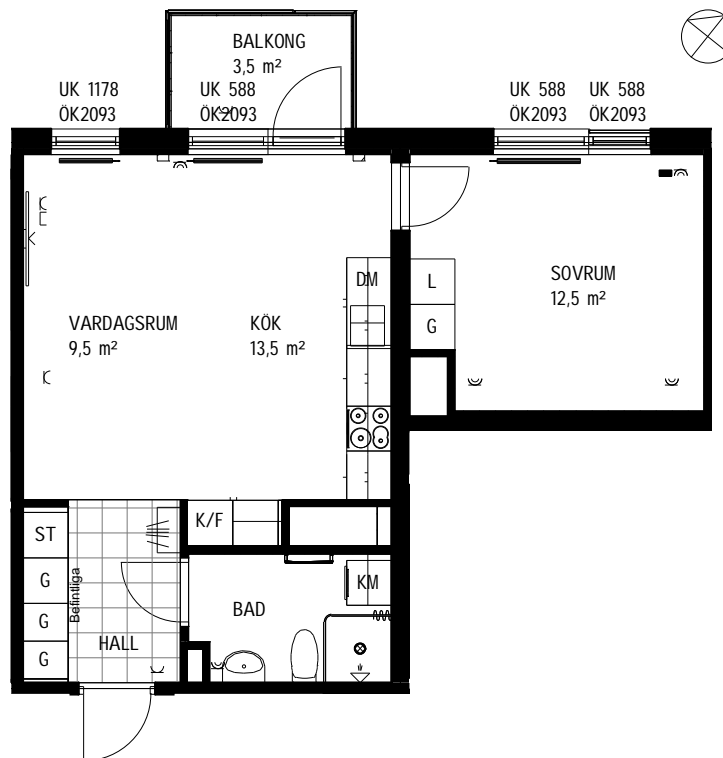 BALKONG
3,5 m²
UK 1178
ÖK2093
UK 588
ÖK2093
UK 588
ÖK2093
UK 588
ÖK2093
DM
L
G
SOVRUM
12,5 m²
VARDAGSRUM
9,5 m²
KÖK
13,5 m²
K/F
ST
G
G
G
Befintliga
HALL
BAD
KM